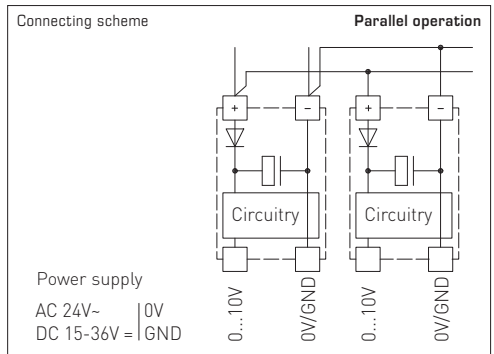 Connecting scheme
Parallel operation
+ − + −
Circuitry
Circuitry
0...10V
0V/GND
0...10V
0V/GND
Power supply
AC 24V~ | 0V
DC 15-36V = | GND